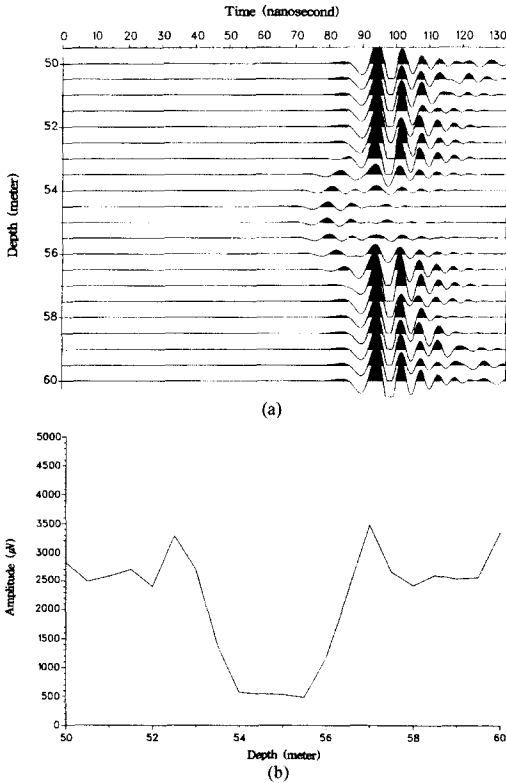 Time (nanosecond)
0 10 20 30 40 50 60 70 80 90 100 110 120 130
50
52
54
56
58
60
Depth (meter)
(a)
5000
4500
4000
3500
3000
2500
2000
1500
1000
500
0
Amplitude (μV)
50 52 54 56 58 60
Depth (meter)
(b)